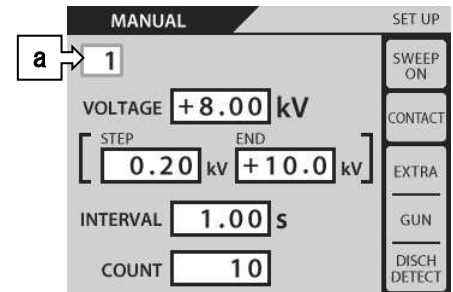 MANUAL SET UP
a 1 SWEEP
ON
VOLTAGE +8.00 kV CONTACT
STEP END
0.20 kV +10.0 kV EXTRA
INTERVAL 1.00 s GUN
COUNT 10 DISCH
DETECT